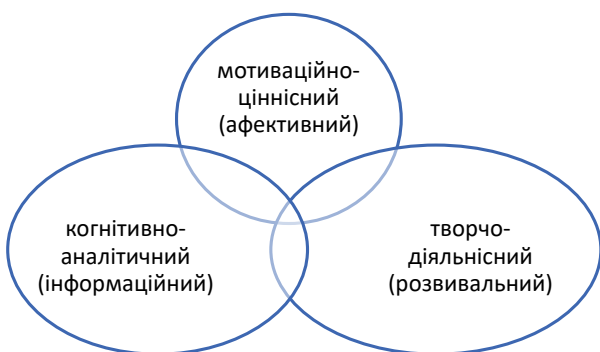 мотиваційно-
ціннісний
(афективний)
когнітивно-
аналітичний
(інформаційний)
творчо-
діяльнісний
(розвивальний)